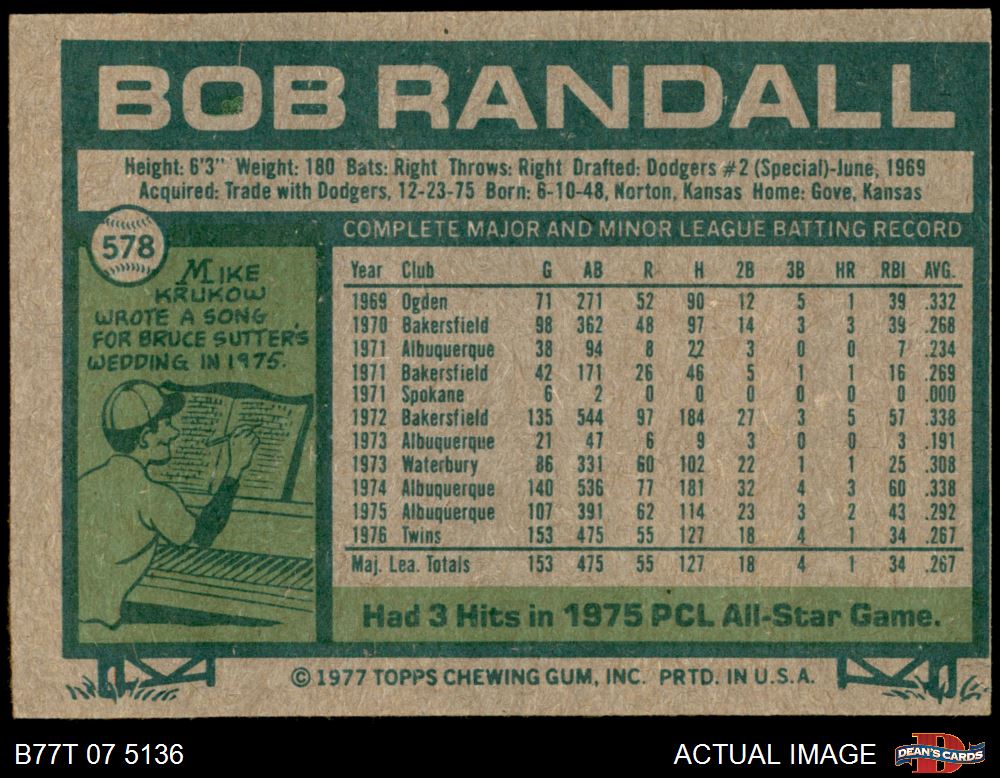 BOB RANDALL
Height: 6'3" Weight: 180 Bats: Right Throws: Right Drafted: Dodgers #2 (Special)-June, 1969
Acquired: Trade with Dodgers, 12-23-75 Born: 6-10-48, Norton, Kansas Home: Gove, Kansas
578
MIKE
KRUKOW
WROTE A SONG
FOR BRUCE SUTTER'S
WEDDING IN 1975.
COMPLETE MAJOR AND MINOR LEAGUE BATTING RECORD
Year Club G AB R H 2B 3B HR RBI AVG.
1969 Ogden 71 271 52 90 12 5 1 39 .332
1970 Bakersfield 98 362 48 97 14 3 3 39 .268
1971 Albuquerque 38 94 8 22 3 0 0 7 .234
1971 Bakersfield 42 171 26 46 5 1 1 16 .269
1971 Spokane 6 2 0 0 0 0 0 0 .000
1972 Bakersfield 135 544 97 184 27 3 5 57 .338
1973 Albuquerque 21 47 6 9 3 0 0 3 .191
1973 Waterbury 86 331 60 102 22 1 1 25 .308
1974 Albuquerque 140 536 77 181 32 4 3 60 .338
1975 Albuquerque 107 391 62 114 23 3 2 43 .292
1976 Twins 153 475 55 127 18 4 1 34 .267
Maj. Lea. Totals 153 475 55 127 18 4 1 34 .267
Had 3 Hits in 1975 PCL All-Star Game.
© 1977 TOPPS CHEWING GUM, INC. PRTD. IN U.S.A.
B77T 07 5136
ACTUAL IMAGE
D
DEAN'S CARDS